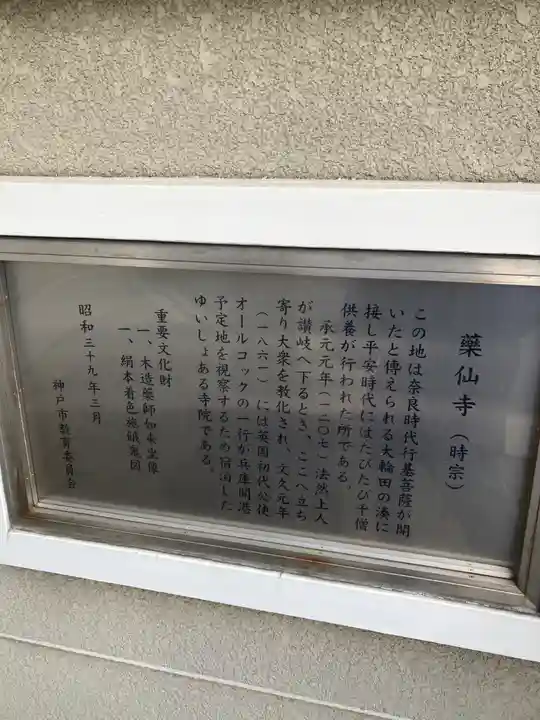 薬仙寺（時宗）
この地は奈良時代行基菩薩が開
いたと傳えられる大輪田の湊に
接し平安時代にはたびたび千僧
供養が行われた所である。
承元元年（一二〇七）法然上人
が讃岐へ下るとき、ここへ立ち
寄り大衆を教化され、文久元年
（一八六一）には英国初代公使
オールコックの一行が兵庫開港
予定地を視察するため宿泊した
ゆいしょある寺院である。
重要文化財
一、木造薬師如来坐像
一、絹本着色施餓鬼図
昭和三十九年三月
神戸市教育委員会